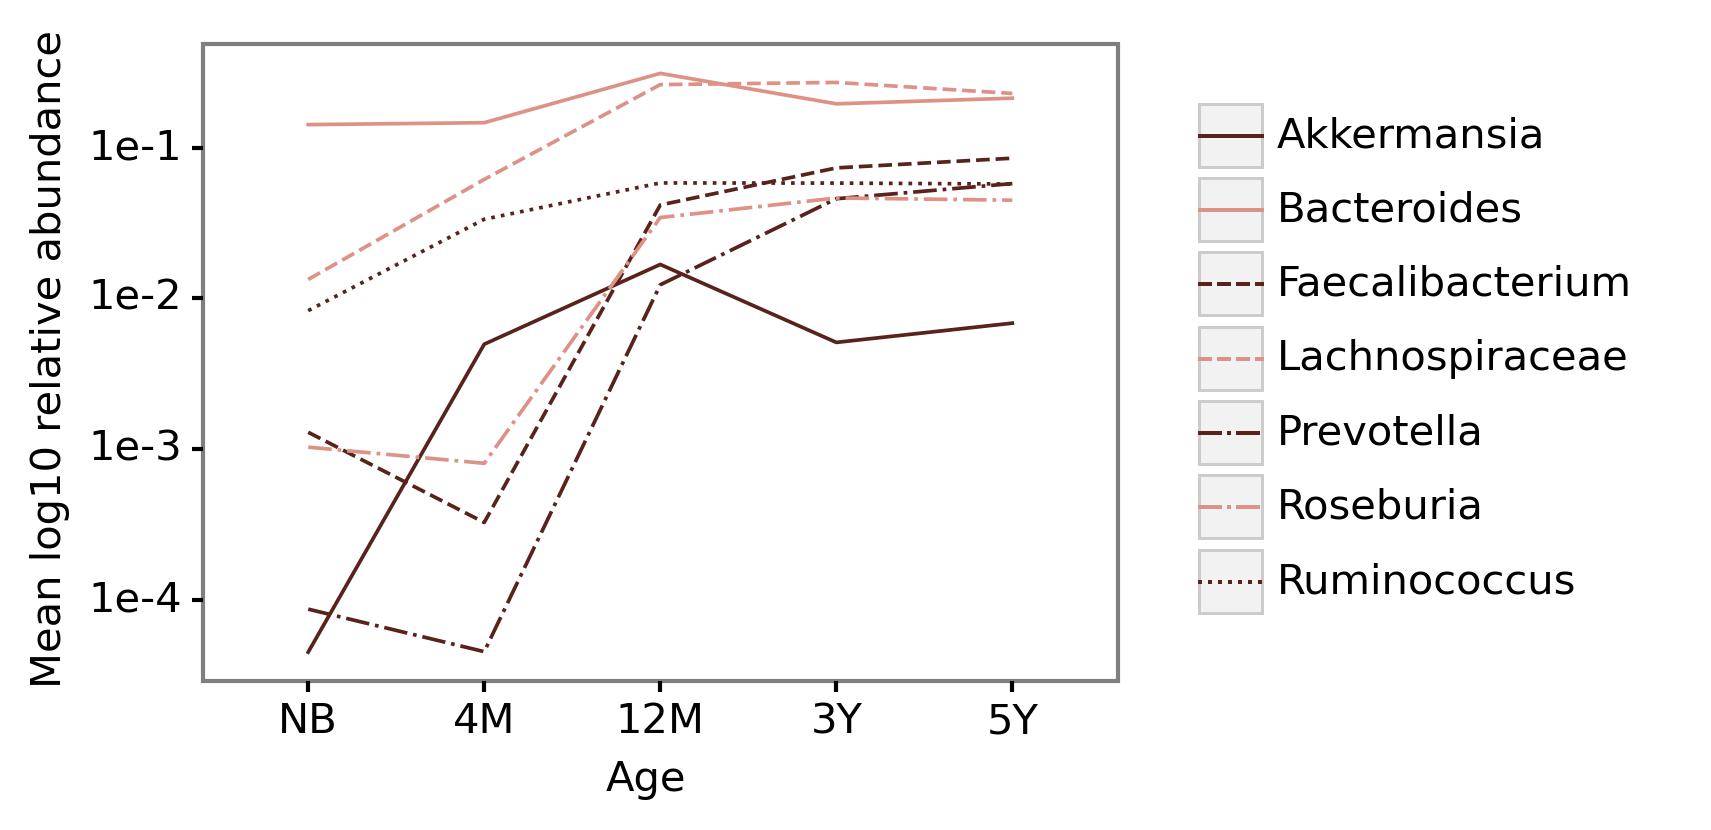 Mean log10 relative abundance
1e-1
1e-2
1e-3
1e-4
NB 4M 12M 3Y 5Y
Age
Akkermansia
Bacteroides
Faecalibacterium
Lachnospiraceae
Prevotella
Roseburia
Ruminococcus